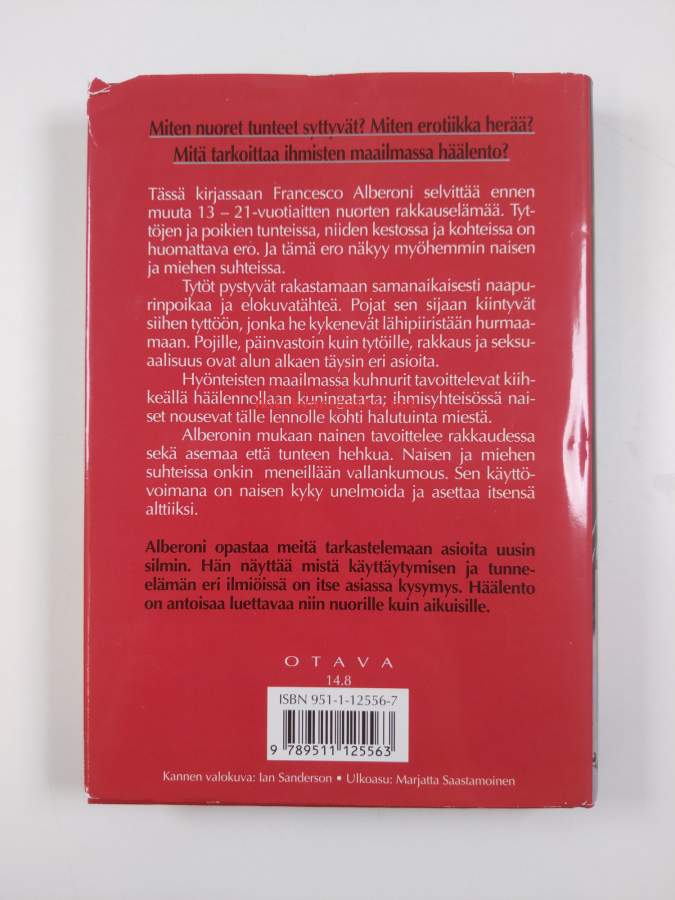 Miten nuoret tunteet syttyvät? Miten erotiikka herää?
Mitä tarkoittaa ihmisten maailmassa häälento?
Tässä kirjassaan Francesco Alberoni selvittää ennen
muuta 13 – 21-vuotiaitten nuorten rakkauselämää. Tyt-
töjen ja poikien tunteissa, niiden kestossa ja kohteissa on
huomattava ero. Ja tämä ero näkyy myöhemmin naisen
ja miehen suhteissa.
Tytöt pystyvät rakastamaan samanaikaisesti naapu-
rinpoikaa ja elokuvatähteä. Pojat sen sijaan kiintyvät
siihen tyttöön, jonka he kykenevät lähipiiristään hurmaa-
maan. Pojille, päinvastoin kuin tytöille, rakkaus ja seksu-
aalisuus ovat alun alkaen täysin eri asioita.
Hyönteisten maailmassa kuhnurit tavoittelevat kiih-
keällä häälennollaan kuningatarta; ihmisyhteisössä nai-
set nousevat tälle lennolle kohti halutuinta miestä.
Alberonin mukaan nainen tavoittelee rakkaudessa
sekä asemaa että tunteen hehkua. Naisen ja miehen
suhteissa onkin meneillään vallankumous. Sen käyttö-
voimana on naisen kyky unelmoida ja asettaa itsensä
alttiiksi.
Alberoni opastaa meitä tarkastelemaan asioita uusin
silmin. Hän näyttää mistä käyttäytymisen ja tunne-
elämän eri ilmiöissä on itse asiassa kysymys. Häälento
on antoisaa luettavaa niin nuorille kuin aikuisille.
OTAVA
14.8
ISBN 951-1-12556-7
9 789511 125563
Kannen valokuva: Ian Sanderson • Ulkoasu: Marjatta Saastamoinen